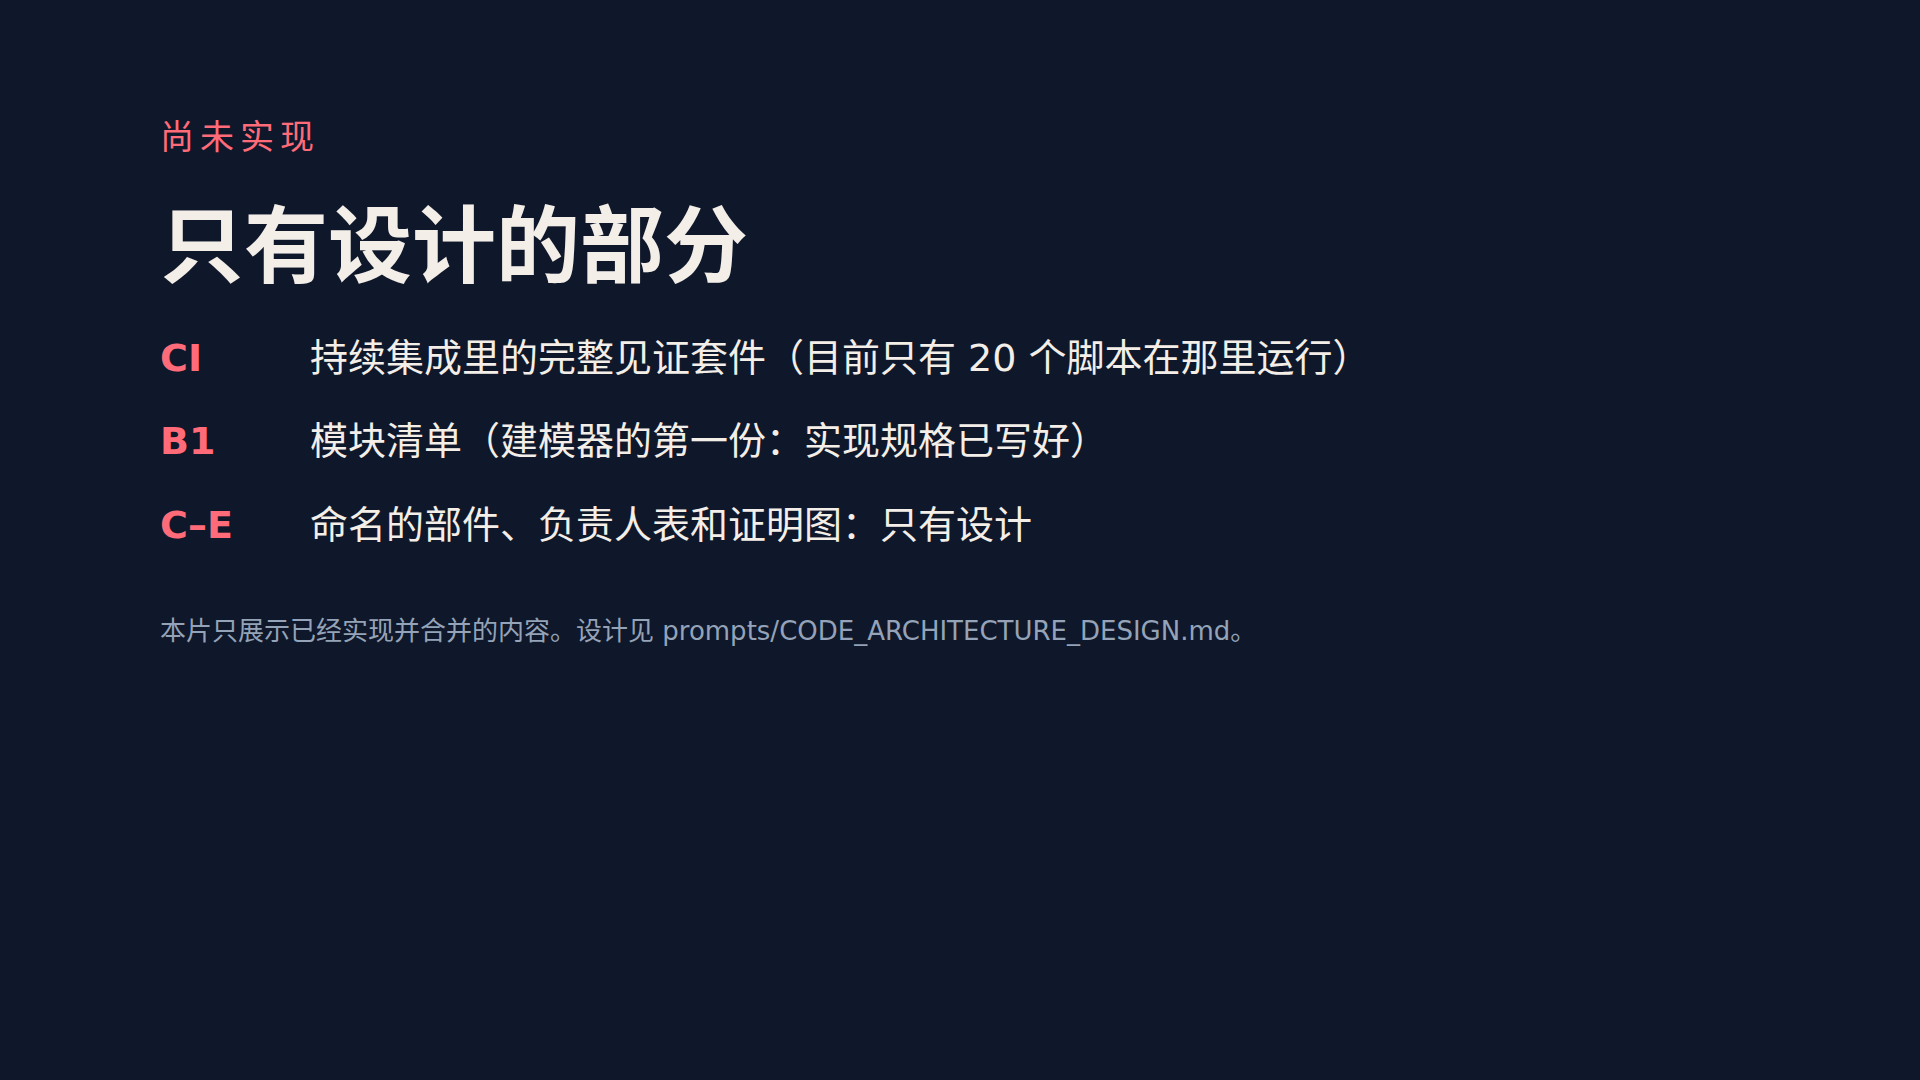 尚未实现
只有设计的部分
CI 持续集成里的完整见证套件（目前只有 20 个脚本在那里运行）
B1 模块清单（建模器的第一份：实现规格已写好）
C–E 命名的部件、负责人表和证明图：只有设计
本片只展示已经实现并合并的内容。设计见 prompts/CODE_ARCHITECTURE_DESIGN.md。